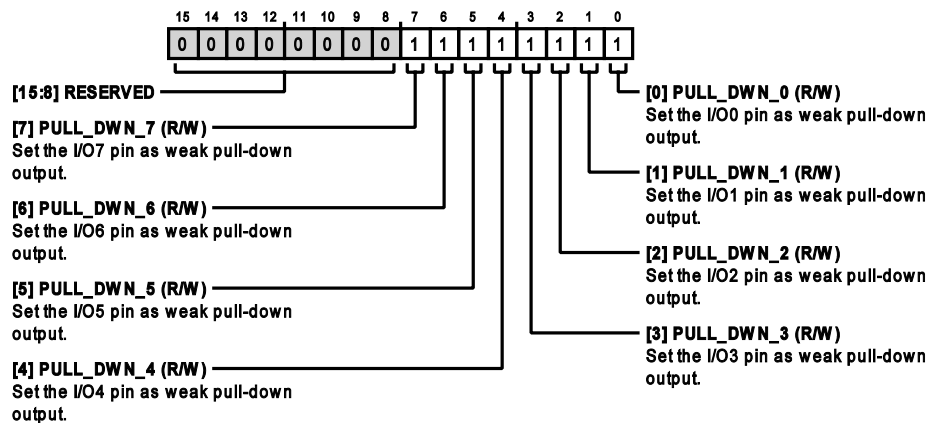 15 14 13 12 11 10 9 8 7 6 5 4 3 2 1 0
0 0 0 0 0 0 0 0 1 1 1 1 1 1 1 1
[15:8] RESERVED
[7] PULL_DWN_7 (R/W)
Set the I/O7 pin as weak pull-down
output.
[6] PULL_DWN_6 (R/W)
Set the I/O6 pin as weak pull-down
output.
[5] PULL_DWN_5 (R/W)
Set the I/O5 pin as weak pull-down
output.
[4] PULL_DWN_4 (R/W)
Set the I/O4 pin as weak pull-down
output.
[0] PULL_DWN_0 (R/W)
Set the I/O0 pin as weak pull-down
output.
[1] PULL_DWN_1 (R/W)
Set the I/O1 pin as weak pull-down
output.
[2] PULL_DWN_2 (R/W)
Set the I/O2 pin as weak pull-down
output.
[3] PULL_DWN_3 (R/W)
Set the I/O3 pin as weak pull-down
output.